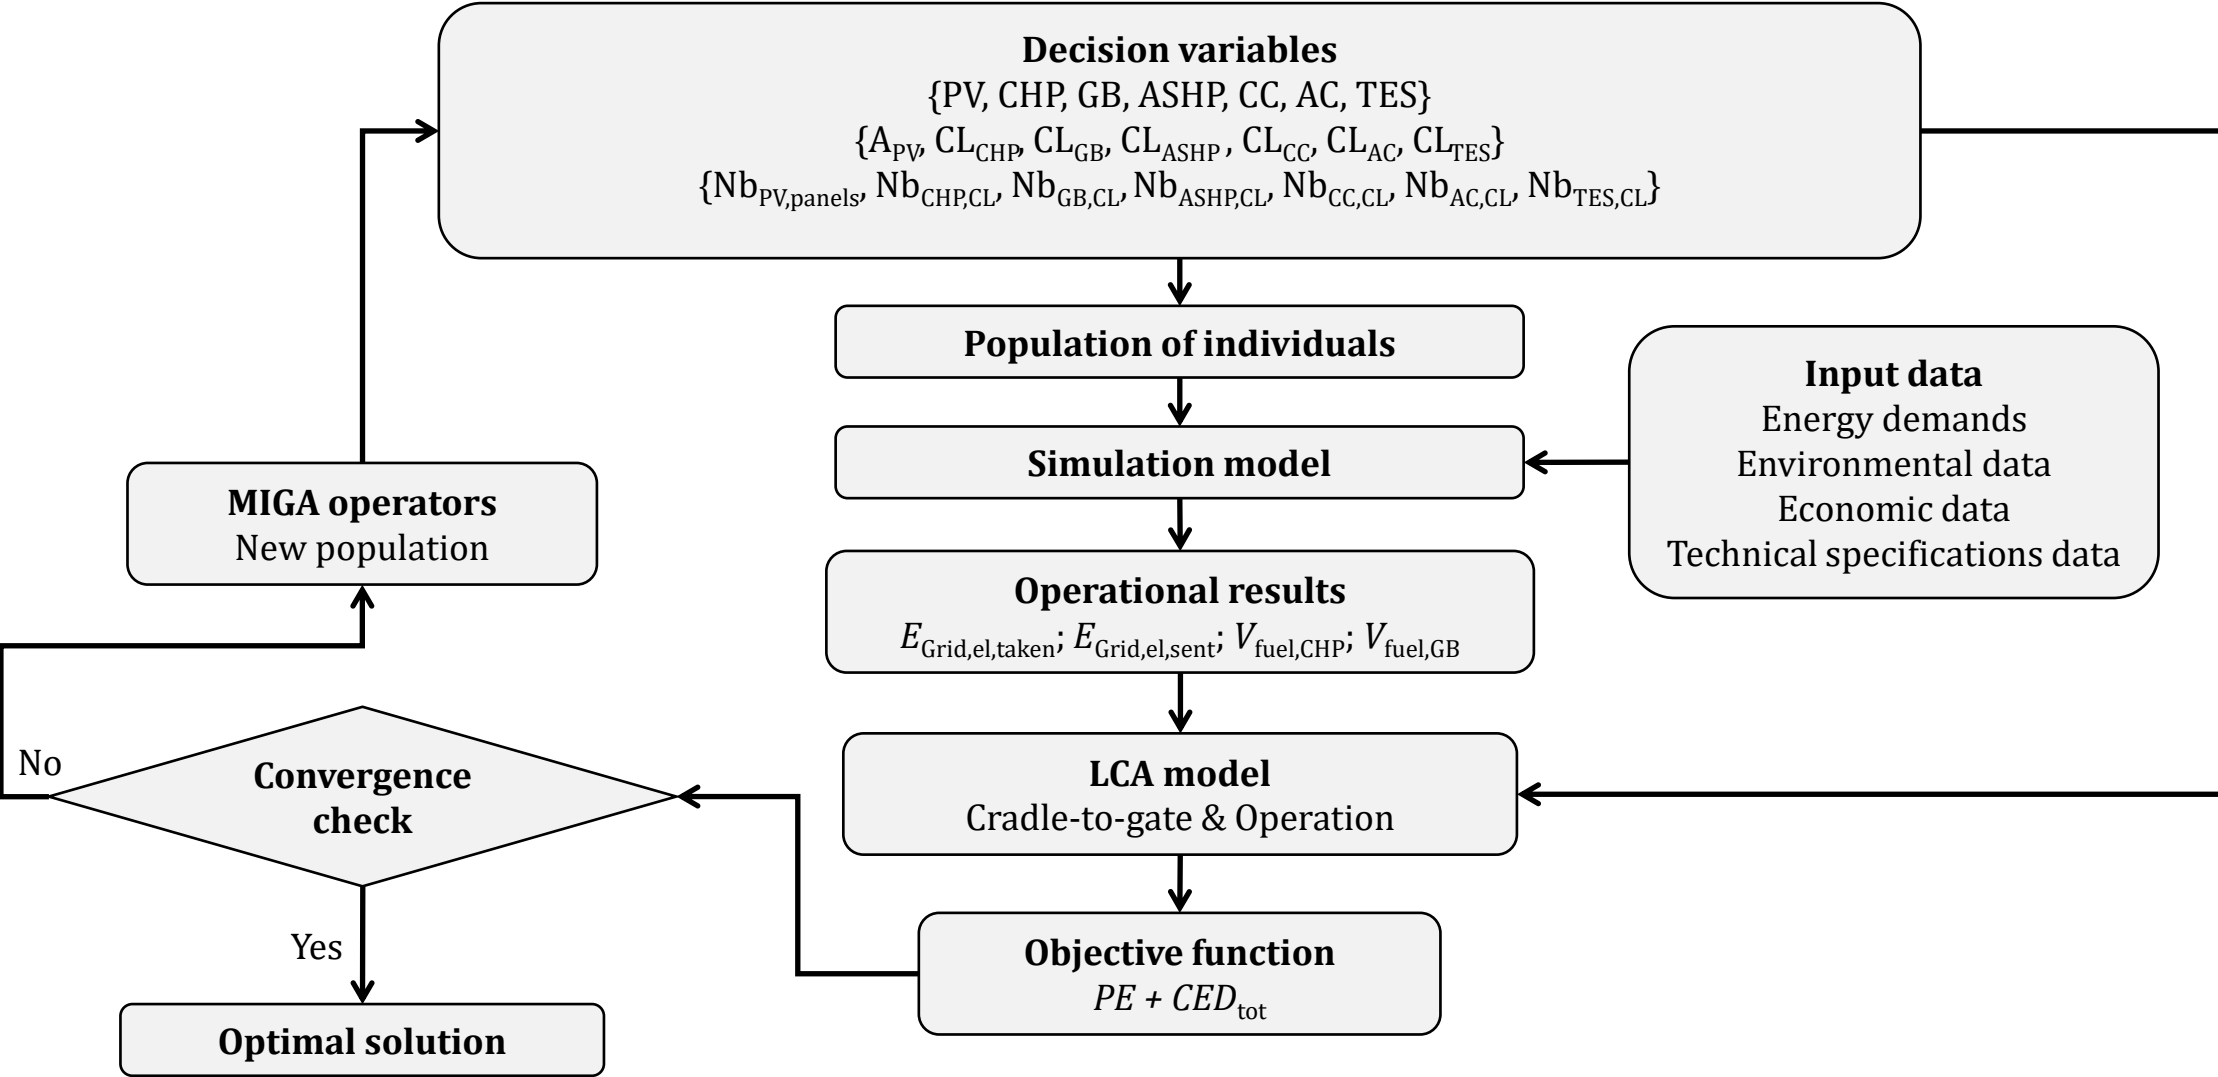 Decision variables
{PV, CHP, GB, ASHP, CC, AC, TES}
{A_PV, CL_CHP, CL_GB, CL_ASHP , CL_CC, CL_AC, CL_TES}
{Nb_PV,panels, Nb_CHP,CL, Nb_GB,CL, Nb_ASHP,CL, Nb_CC,CL, Nb_AC,CL, Nb_TES,CL}
Population of individuals
Simulation model
Input data
Energy demands
Environmental data
Economic data
Technical specifications data
Operational results
E_Grid,el,taken; E_Grid,el,sent; V_fuel,CHP; V_fuel,GB
LCA model
Cradle-to-gate & Operation
Objective function
PE + CED_tot
Convergence
check
No
Yes
MIGA operators
New population
Optimal solution